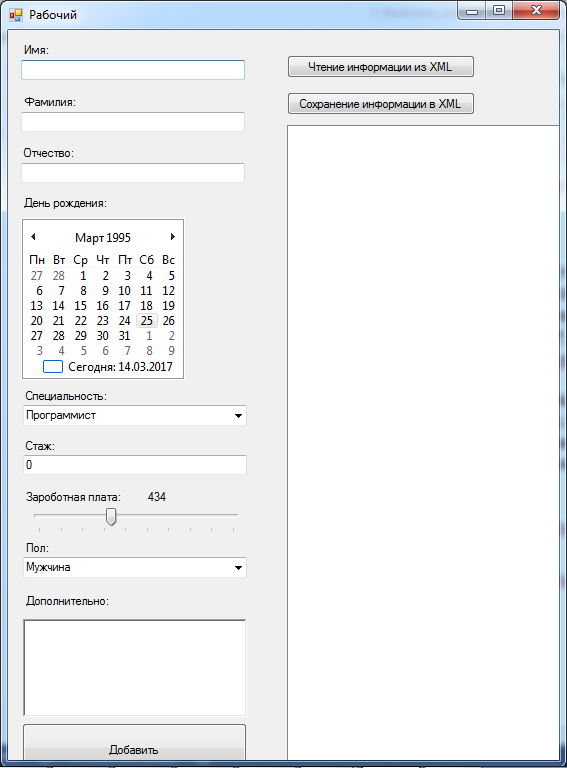 Рабочий
Имя:
Чтение информации из XML
Сохранение информации в XML
Фамилия:
Отчество:
День рождения:
Март 1995
Пн Вт Ср Чт Пт Сб Вс
27 28 1 2 3 4 5
6 7 8 9 10 11 12
13 14 15 16 17 18 19
20 21 22 23 24 25 26
27 28 29 30 31 1 2
3 4 5 6 7 8 9
Сегодня: 14.03.2017
Специальность:
Программист
Стаж:
0
Зароботная плата: 434
Пол:
Мужчина
Дополнительно:
Добавить